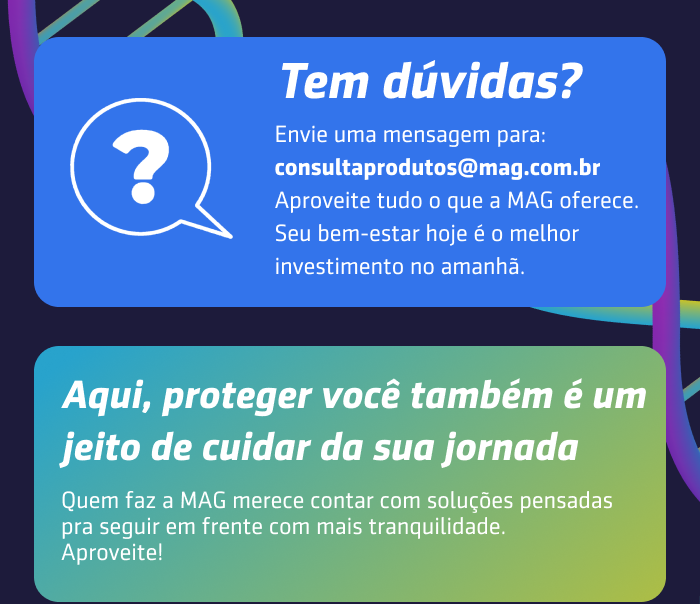 Tem dúvidas?
Envie uma mensagem para:
consultaprodutos@mag.com.br
Aproveite tudo o que a MAG oferece.
Seu bem-estar hoje é o melhor
investimento no amanhã.
Aqui, proteger você também é um
jeito de cuidar da sua jornada
Quem faz a MAG merece contar com soluções pensadas
pra seguir em frente com mais tranquilidade.
Aproveite!